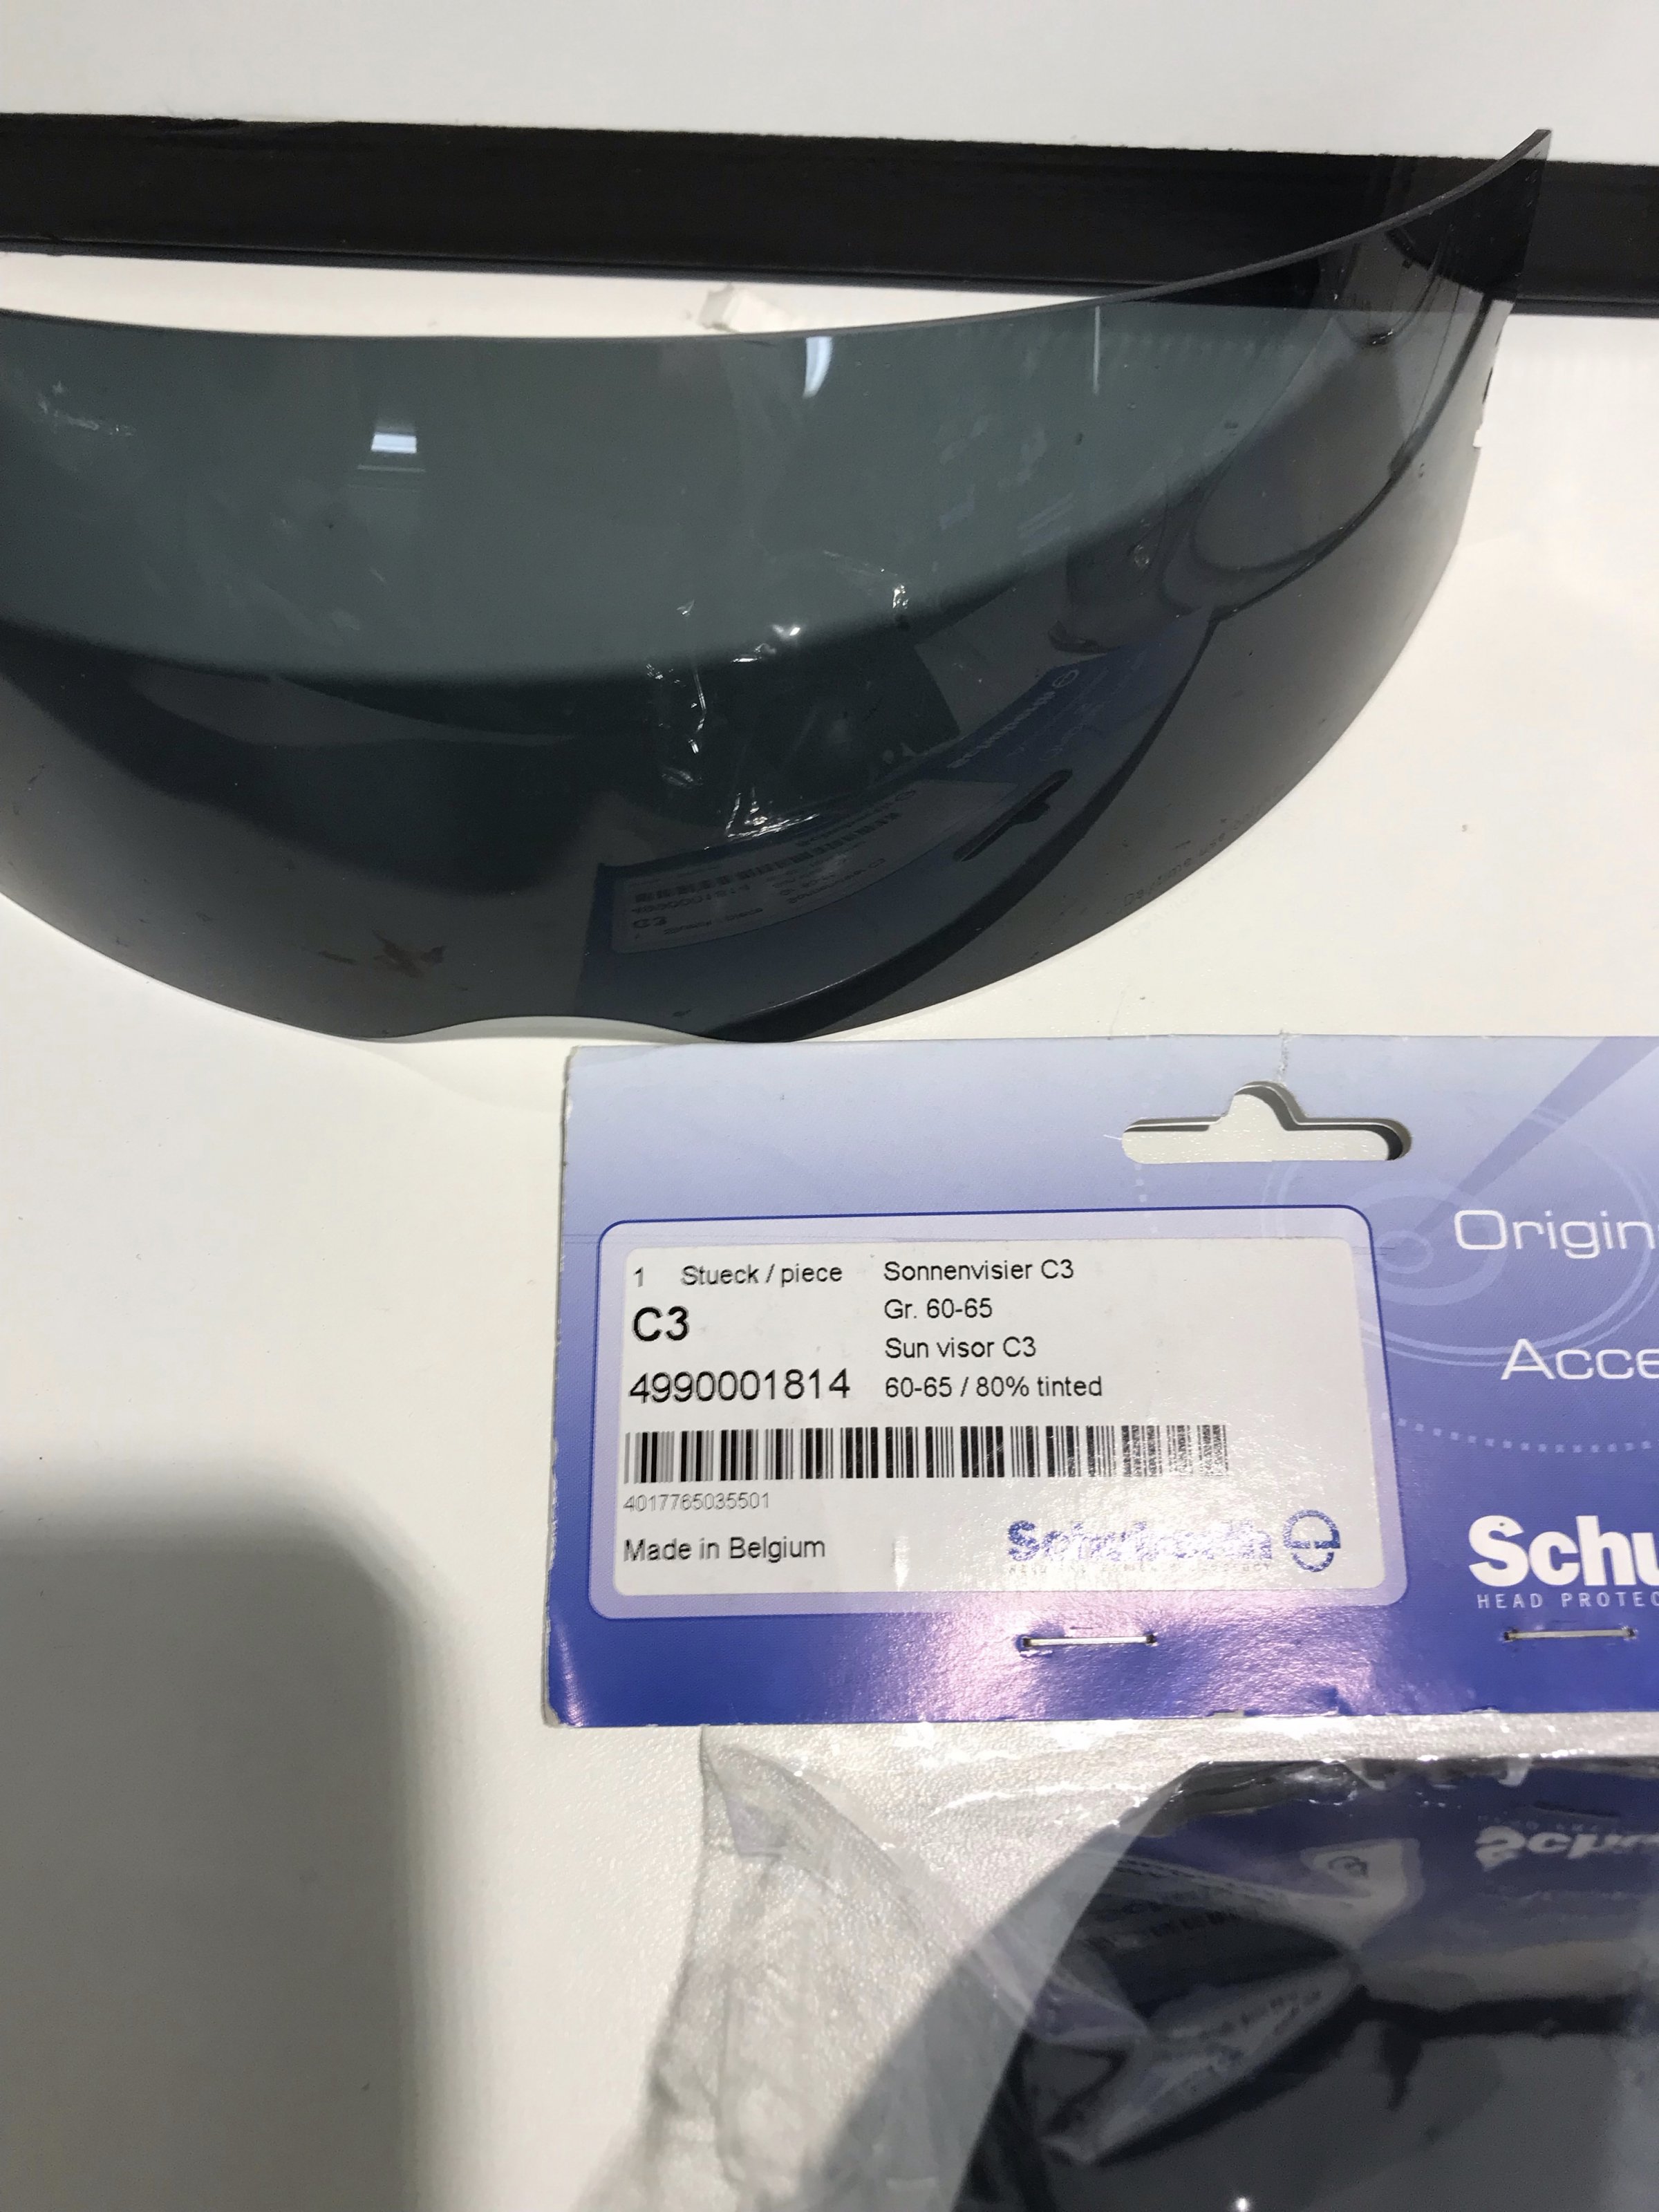 1 Stueck / piece
C3
4990001814
Sonnenvisier C3
Gr. 60-65
Sun visor C3
60-65 / 80% tinted
4017765035501
Made in Belgium
Schuberth
Origin
Acce
Schu
HEAD PROTEC